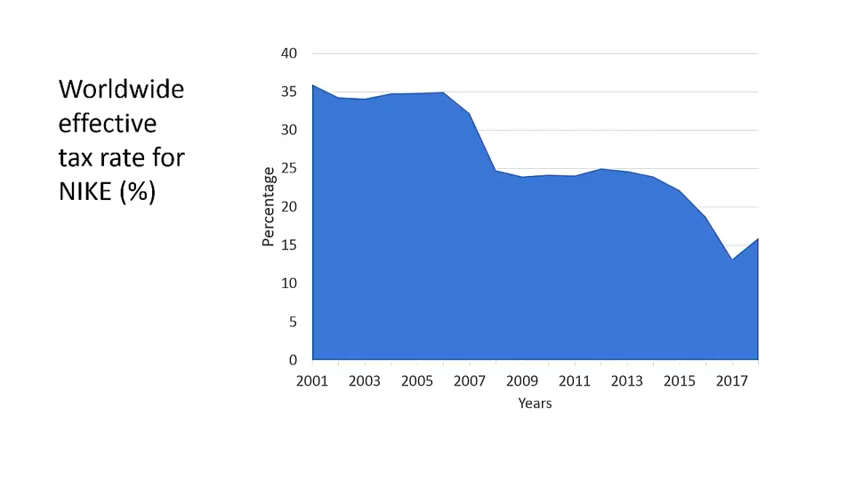 Worldwide
effective
tax rate for
NIKE (%)
Percentage
40
35
30
25
20
15
10
5
0
2001 2003 2005 2007 2009 2011 2013 2015 2017
Years